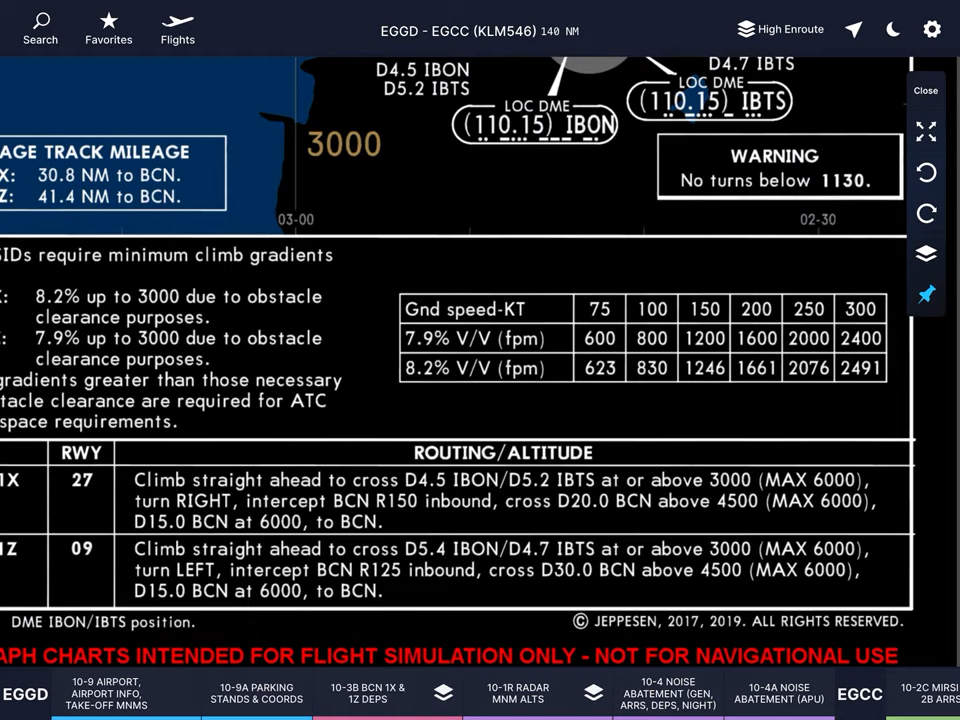 Search
Favorites
Flights
EGGD - EGCC (KLM546) 140 NM
High Enroute
Close
D4.5 IBON
D5.2 IBTS
D4.7 IBTS
LOC DME
(110.15) IBTS
LOC DME
(110.15) IBON
3000
AGE TRACK MILEAGE
X: 30.8 NM to BCN.
Z: 41.4 NM to BCN.
WARNING
No turns below 1130.
03-00
02-30
SIDs require minimum climb gradients
: 8.2% up to 3000 due to obstacle
clearance purposes.
: 7.9% up to 3000 due to obstacle
clearance purposes.
gradients greater than those necessary
tacle clearance are required for ATC
space requirements.
Gnd speed-KT 75 100 150 200 250 300
7.9% V/V (fpm) 600 800 1200 1600 2000 2400
8.2% V/V (fpm) 623 830 1246 1661 2076 2491
RWY ROUTING/ALTITUDE
1X 27 Climb straight ahead to cross D4.5 IBON/D5.2 IBTS at or above 3000 (MAX 6000),
turn RIGHT, intercept BCN R150 inbound, cross D20.0 BCN above 4500 (MAX 6000),
D15.0 BCN at 6000, to BCN.
1Z 09 Climb straight ahead to cross D5.4 IBON/D4.7 IBTS at or above 3000 (MAX 6000),
turn LEFT, intercept BCN R125 inbound, cross D30.0 BCN above 4500 (MAX 6000),
D15.0 BCN at 6000, to BCN.
DME IBON/IBTS position.
© JEPPESEN, 2017, 2019. ALL RIGHTS RESERVED.
APH CHARTS INTENDED FOR FLIGHT SIMULATION ONLY - NOT FOR NAVIGATIONAL USE
EGGD
10-9 AIRPORT,
AIRPORT INFO,
TAKE-OFF MNMS
10-9A PARKING
STANDS & COORDS
10-3B BCN 1X &
1Z DEPS
10-1R RADAR
MNM ALTS
10-4 NOISE
ABATEMENT (GEN,
ARRS, DEPS, NIGHT)
10-4A NOISE
ABATEMENT (APU)
EGCC
10-2C MIRSI
2B ARRS